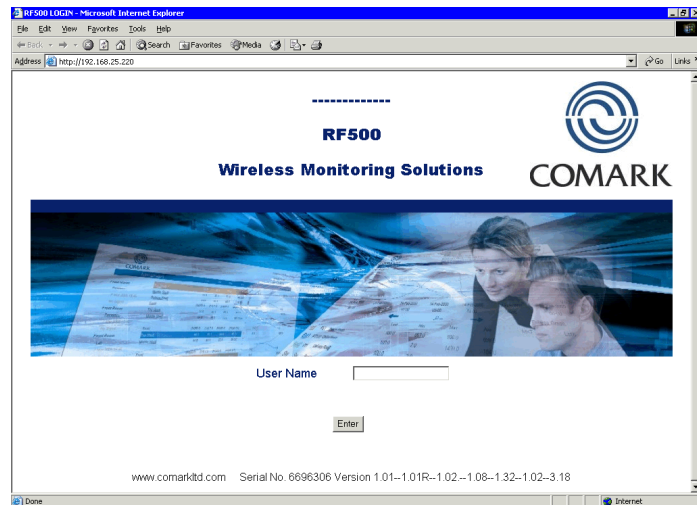 RF500 LOGIN - Microsoft Internet Explorer
File Edit View Favorites Tools Help
Back Search Favorites Media
Address http://192.168.25.220 Go Links
-------------
RF500
Wireless Monitoring Solutions
COMARK
COMARK
User Name
Enter
www.comarkltd.com Serial No. 6696306 Version 1.01--1.01R--1.02.--1.08--1.32--1.02--3.18
Done Internet